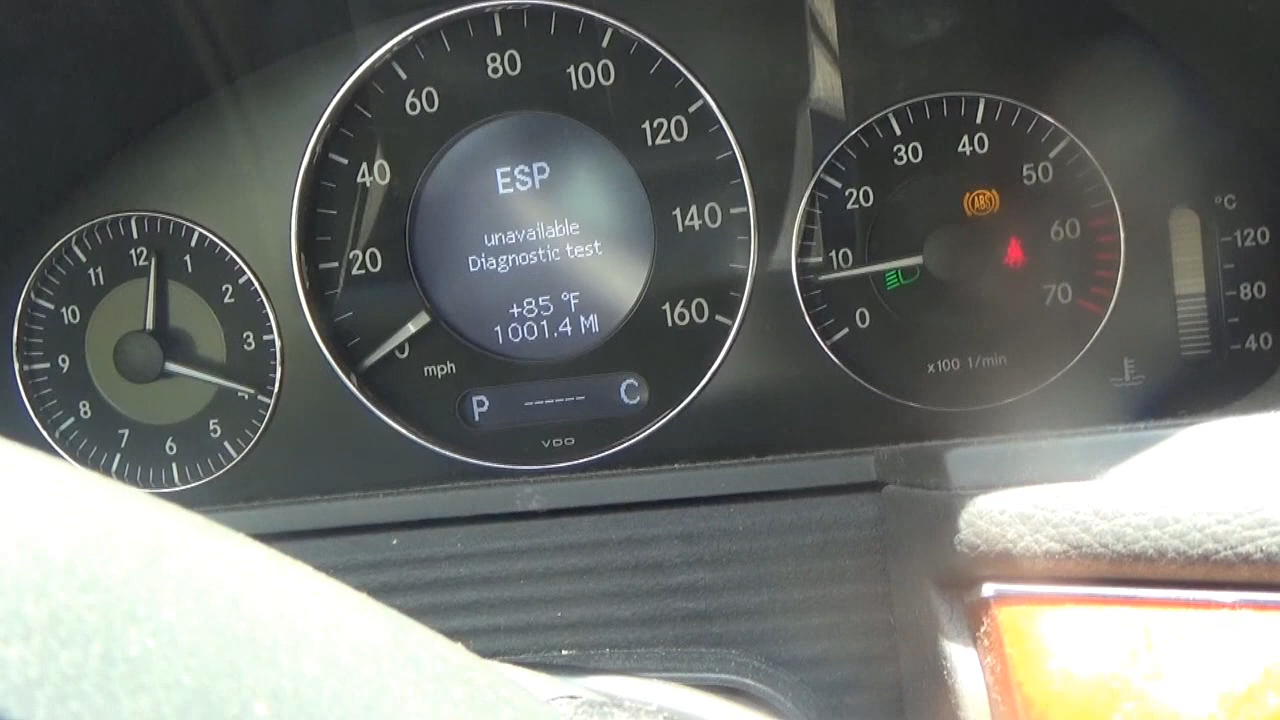 12
1
2
3
5
6
7
8
9
10
11
0
20
40
60
80
100
120
140
160
mph
ESP
unavailable
Diagnostic test
+85 °F
1001.4 MI
P ------ C
VDO
0
10
20
30
40
50
60
70
ABS
x100 1/min
°C
120
80
40